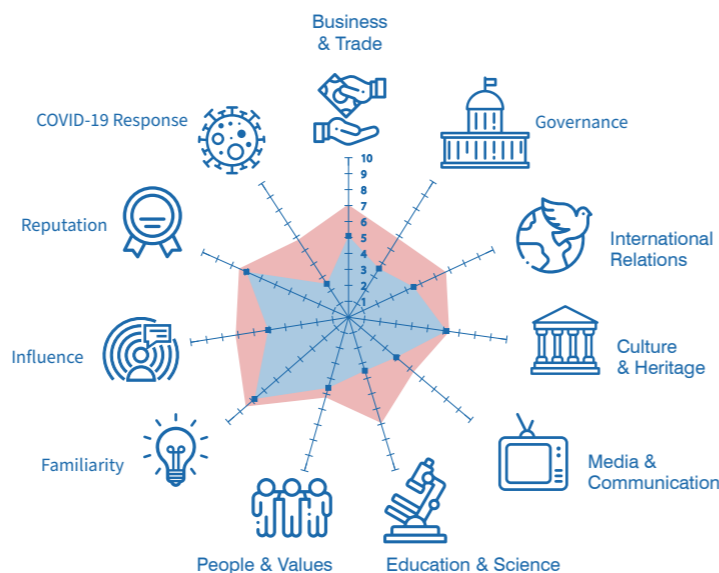 Business
& Trade
COVID-19 Response
Governance
10
9
8
7
6
5
4
3
2
1
Reputation
International
Relations
Influence
Culture
& Heritage
Familiarity
Media &
Communication
People & Values
Education & Science